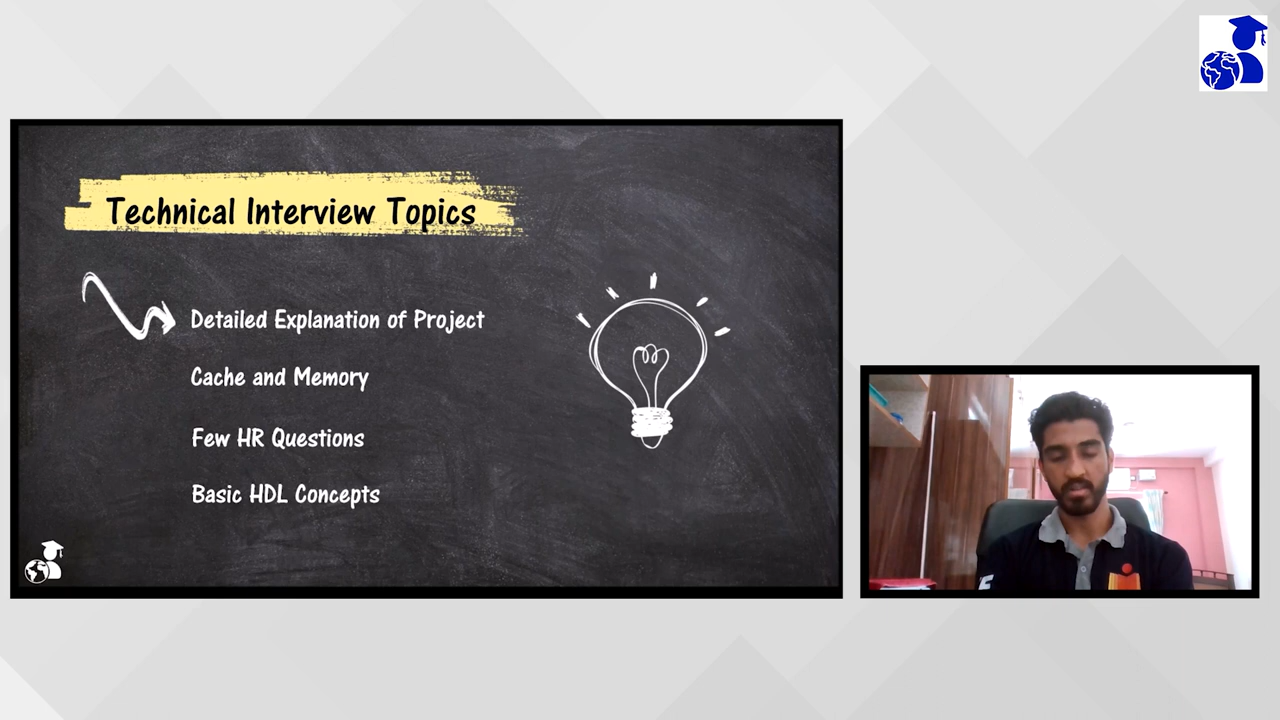 Technical Interview Topics
Detailed Explanation of Project
Cache and Memory
Few HR Questions
Basic HDL Concepts